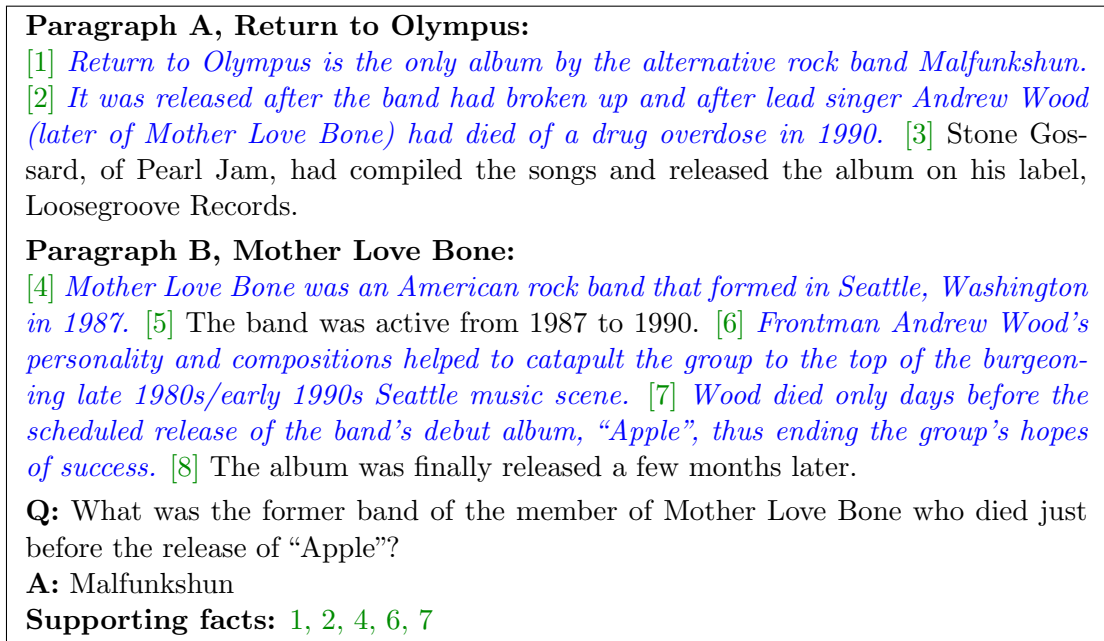 Paragraph A, Return to Olympus:
[1] Return to Olympus is the only album by the alternative rock band Malfunkshun.
[2] It was released after the band had broken up and after lead singer Andrew Wood
(later of Mother Love Bone) had died of a drug overdose in 1990. [3] Stone Gos-
sard, of Pearl Jam, had compiled the songs and released the album on his label,
Loosegroove Records.
Paragraph B, Mother Love Bone:
[4] Mother Love Bone was an American rock band that formed in Seattle, Washington
in 1987. [5] The band was active from 1987 to 1990. [6] Frontman Andrew Wood's
personality and compositions helped to catapult the group to the top of the burgeon-
ing late 1980s/early 1990s Seattle music scene. [7] Wood died only days before the
scheduled release of the band's debut album, “Apple”, thus ending the group's hopes
of success. [8] The album was finally released a few months later.
Q: What was the former band of the member of Mother Love Bone who died just
before the release of “Apple”?
A: Malfunkshun
Supporting facts: 1, 2, 4, 6, 7